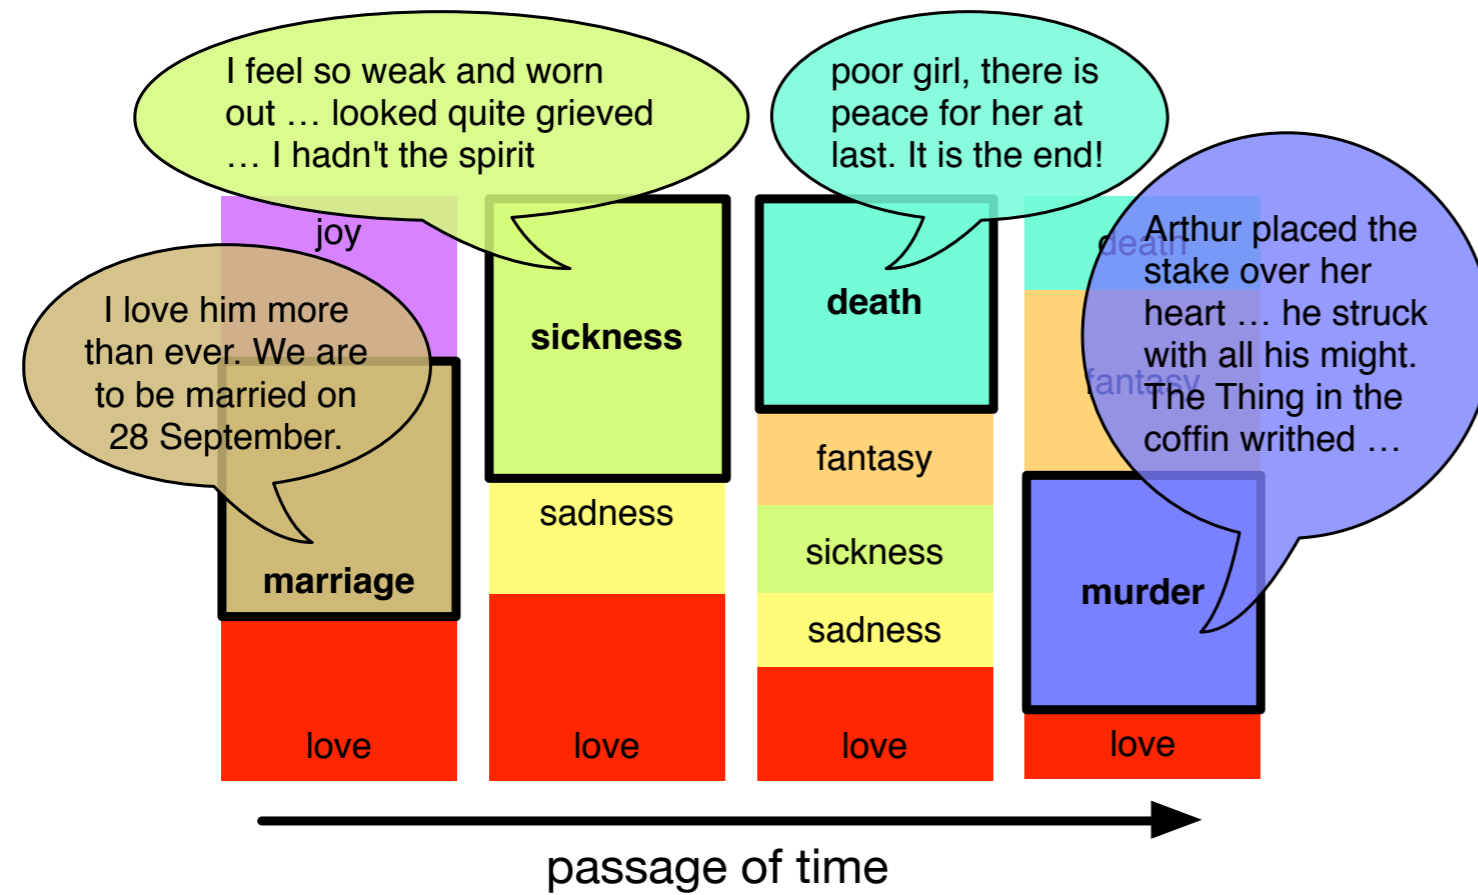 I feel so weak and worn
out … looked quite grieved
… I hadn't the spirit
poor girl, there is
peace for her at
last. It is the end!
Arthur placed the
stake over her
heart … he struck
with all his might.
The Thing in the
coffin writhed …
joy
I love him more
than ever. We are
to be married on
28 September.
marriage
love
sickness
sadness
love
death
fantasy
sickness
sadness
love
death
fantasy
murder
love
passage of time